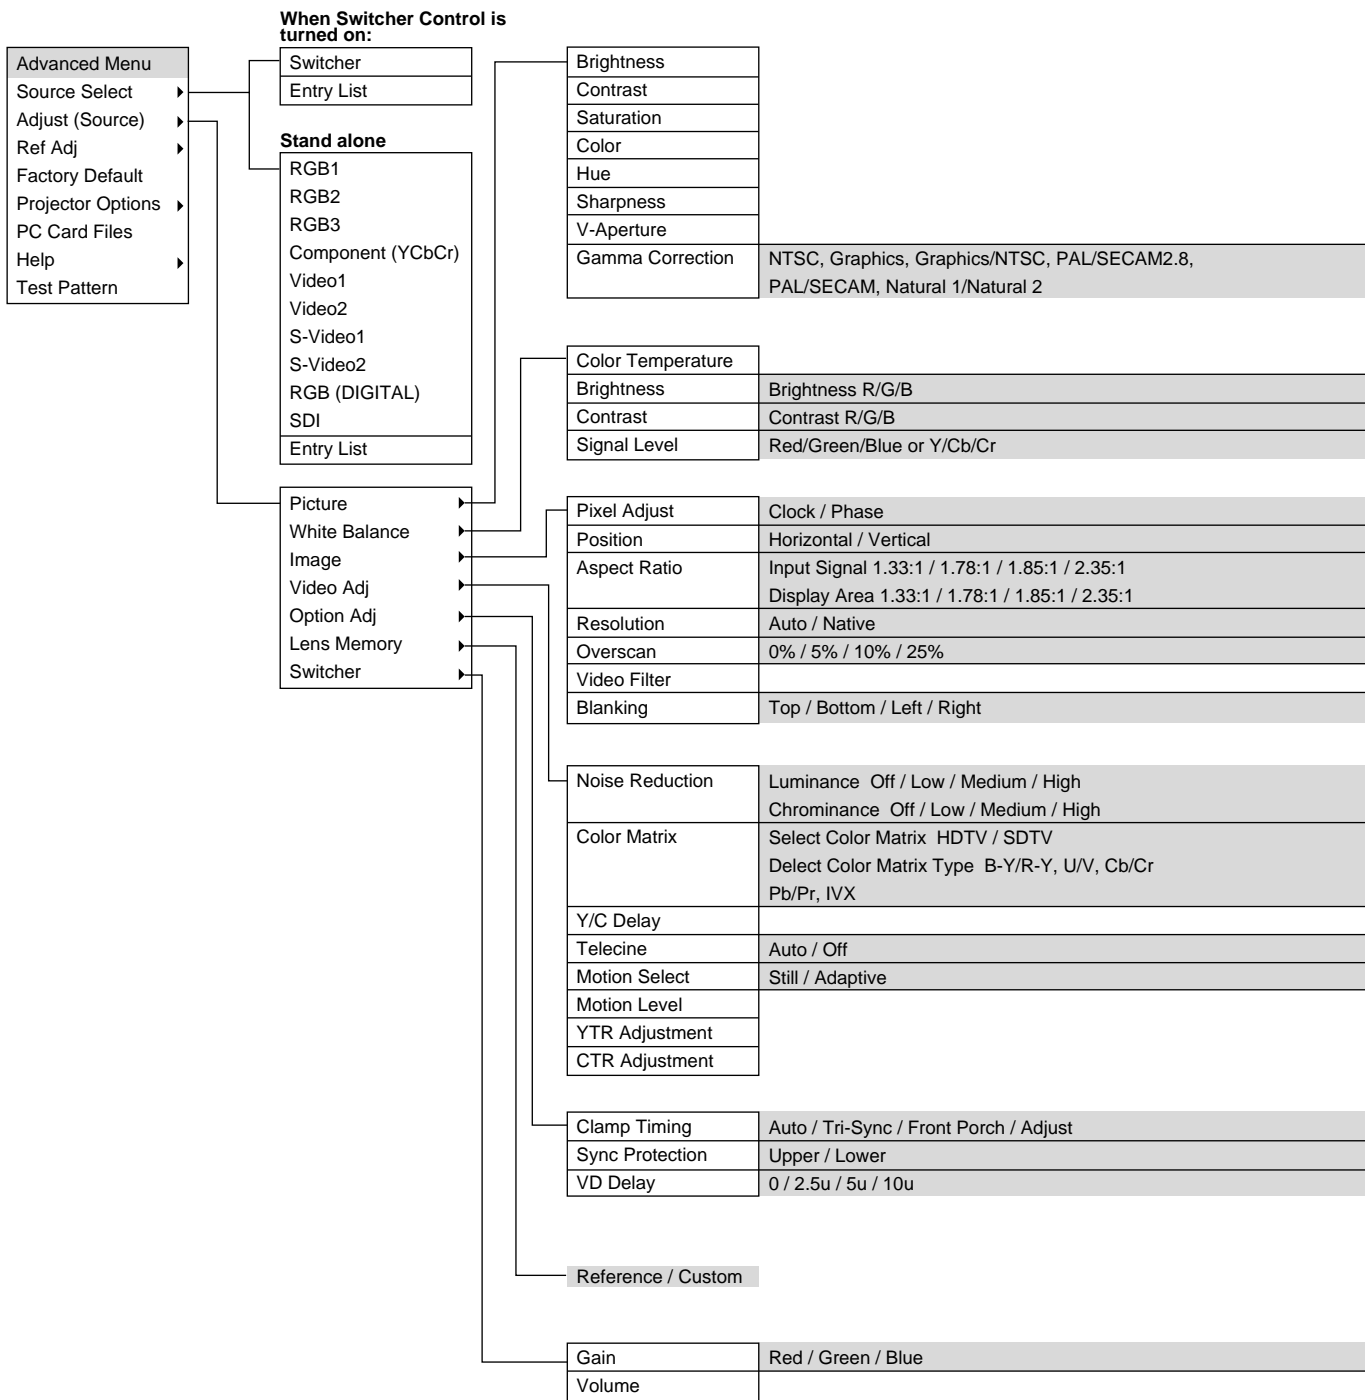 When Switcher Control is
turned on:
Advanced Menu
Source Select
Adjust (Source)
Ref Adj
Factory Default
Projector Options
PC Card Files
Help
Test Pattern
Switcher
Entry List
Stand alone
RGB1
RGB2
RGB3
Component (YCbCr)
Video1
Video2
S-Video1
S-Video2
RGB (DIGITAL)
SDI
Entry List
Picture
White Balance
Image
Video Adj
Option Adj
Lens Memory
Switcher
Brightness
Contrast
Saturation
Color
Hue
Sharpness
V-Aperture
Gamma Correction NTSC, Graphics, Graphics/NTSC, PAL/SECAM2.8,
PAL/SECAM, Natural 1/Natural 2
Color Temperature
Brightness Brightness R/G/B
Contrast Contrast R/G/B
Signal Level Red/Green/Blue or Y/Cb/Cr
Pixel Adjust Clock / Phase
Position Horizontal / Vertical
Aspect Ratio Input Signal 1.33:1 / 1.78:1 / 1.85:1 / 2.35:1
Display Area 1.33:1 / 1.78:1 / 1.85:1 / 2.35:1
Resolution Auto / Native
Overscan 0% / 5% / 10% / 25%
Video Filter
Blanking Top / Bottom / Left / Right
Noise Reduction Luminance Off / Low / Medium / High
Chrominance Off / Low / Medium / High
Color Matrix Select Color Matrix HDTV / SDTV
Delect Color Matrix Type B-Y/R-Y, U/V, Cb/Cr
Pb/Pr, IVX
Y/C Delay
Telecine Auto / Off
Motion Select Still / Adaptive
Motion Level
YTR Adjustment
CTR Adjustment
Clamp Timing Auto / Tri-Sync / Front Porch / Adjust
Sync Protection Upper / Lower
VD Delay 0 / 2.5u / 5u / 10u
Reference / Custom
Gain Red / Green / Blue
Volume